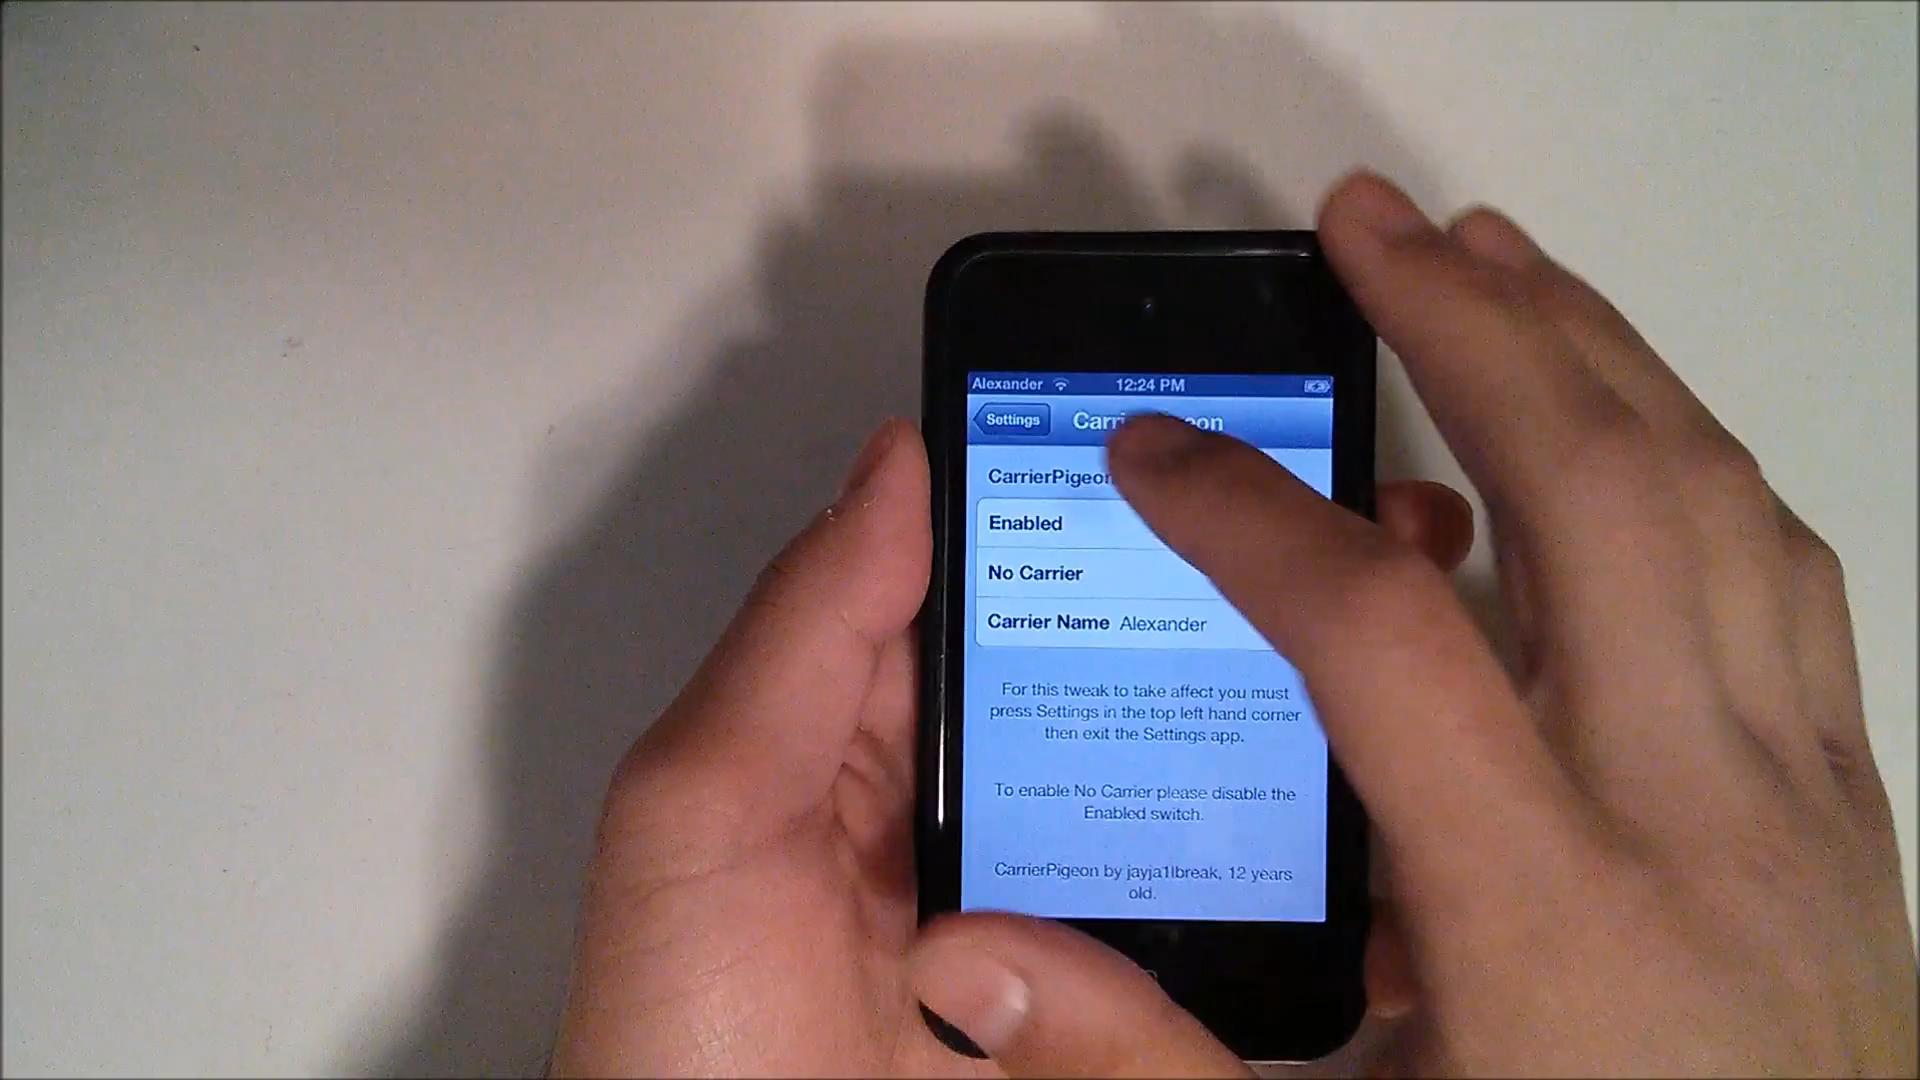 Alexander 12:24 PM
Settings
CarrierPigeon
Enabled
No Carrier
Carrier Name Alexander
For this tweak to take affect you must
press Settings in the top left hand corner
then exit the Settings app.
To enable No Carrier please disable the
Enabled switch.
CarrierPigeon by jayja1lbreak, 12 years
old.